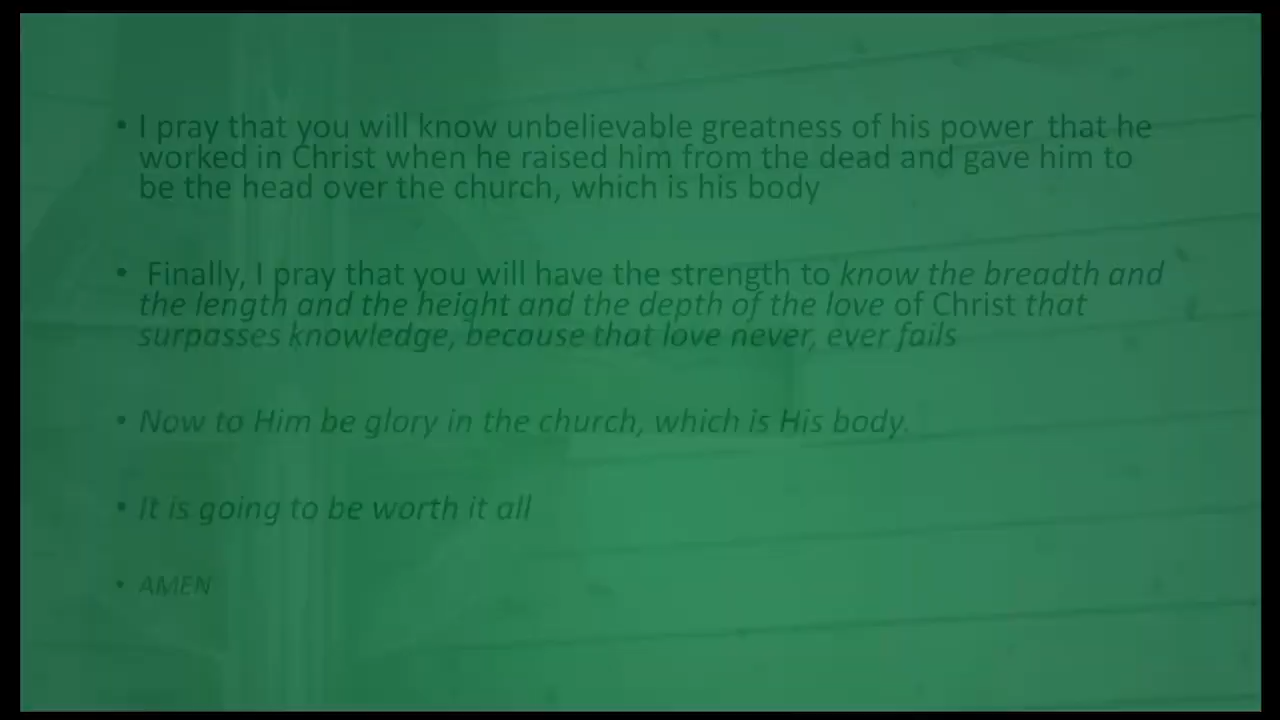 • I pray that you will know unbelievable greatness of his power that he
worked in Christ when he raised him from the dead and gave him to
be the head over the church, which is his body
• Finally, I pray that you will have the strength to know the breadth and
the length and the height and the depth of the love of Christ that
surpasses knowledge, because that love never, ever fails
• Now to Him be glory in the church, which is His body.
• It is going to be worth it all
• AMEN